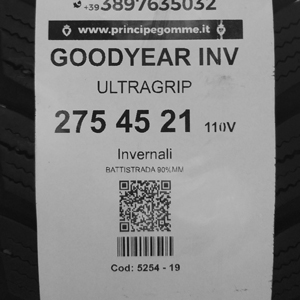 +39 3897635032
www.principegomme.it
GOODYEAR INV
ULTRAGRIP
275 45 21 110V
Invernali
BATTISTRADA 90%MM
Cod: 5254 - 19